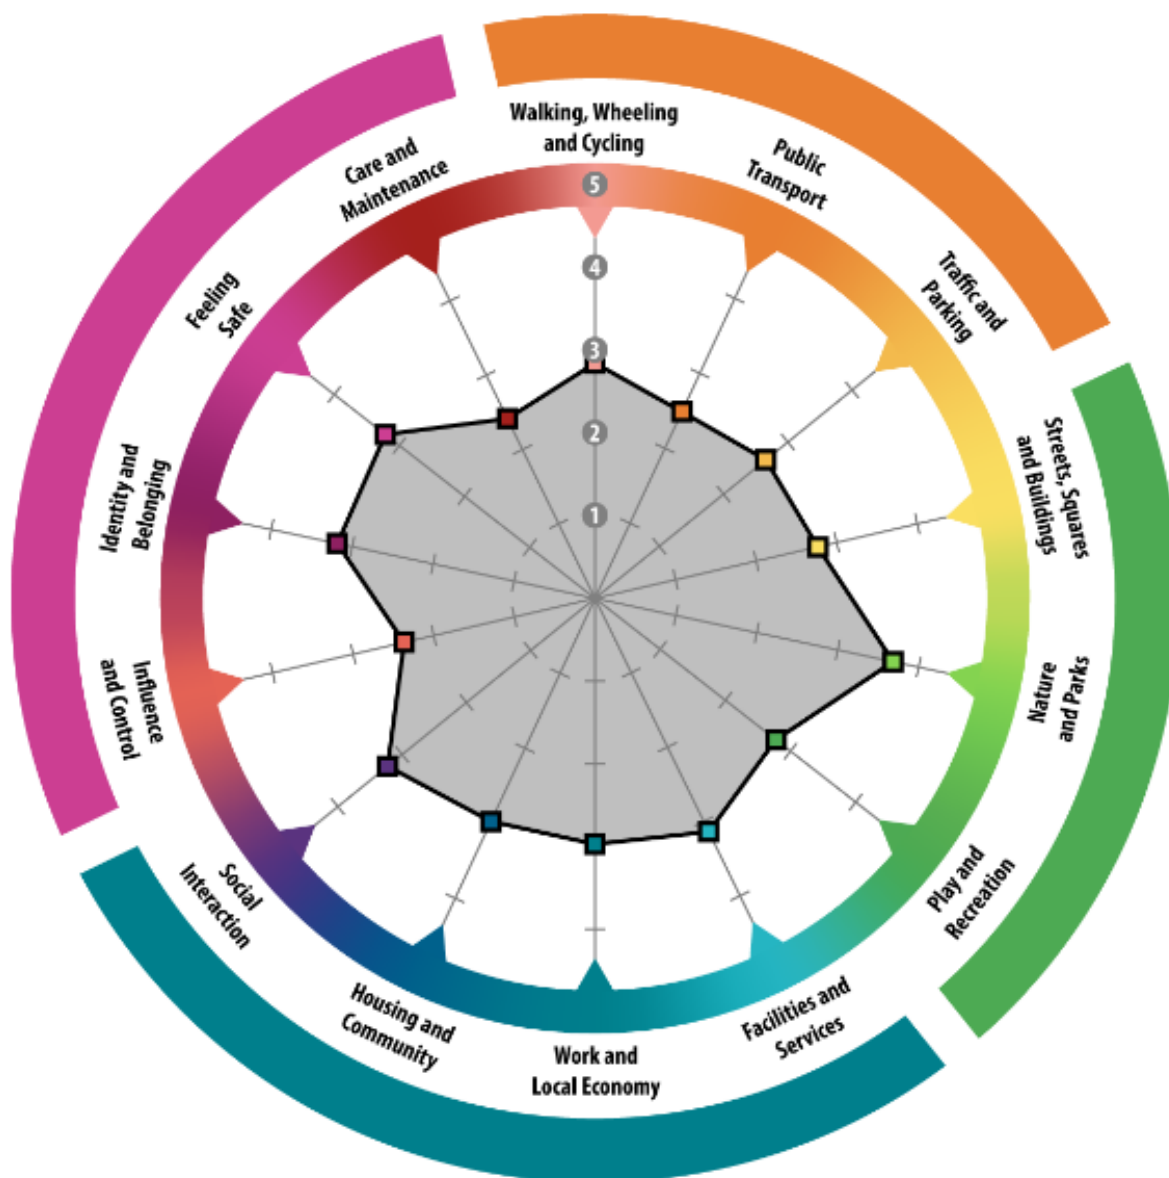 Walking, Wheeling
and Cycling
Public
Transport
Traffic and
Parking
Streets, Squares
and Buildings
Nature
and Parks
Play and
Recreation
Facilities and
Services
Work and
Local Economy
Housing and
Community
Social
Interaction
Influence
and Control
Identity and
Belonging
Feeling
Safe
Care and
Maintenance
5
4
3
2
1